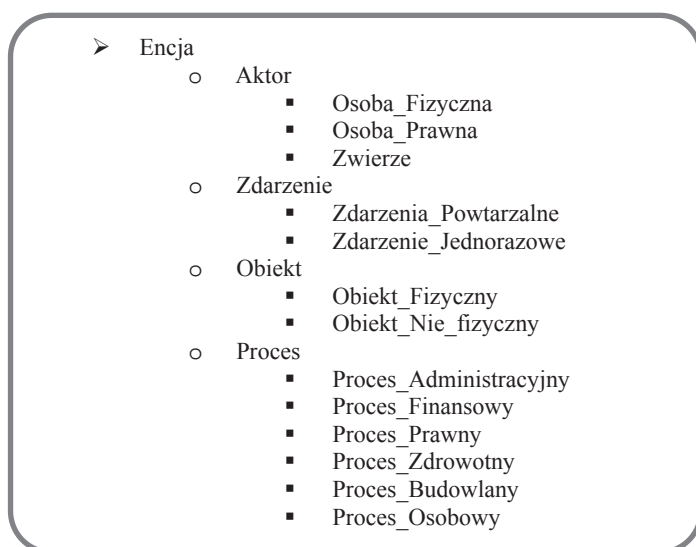 ➢ Encja
o Aktor
▪ Osoba_Fizyczna
▪ Osoba_Prawna
▪ Zwierze
o Zdarzenie
▪ Zdarzenia_Powtarzalne
▪ Zdarzenie_Jednorazowe
o Obiekt
▪ Obiekt_Fizyczny
▪ Obiekt_Nie_fizyczny
o Proces
▪ Proces_Administracyjny
▪ Proces_Finansowy
▪ Proces_Prawny
▪ Proces_Zdrowotny
▪ Proces_Budowlany
▪ Proces_Osobowy